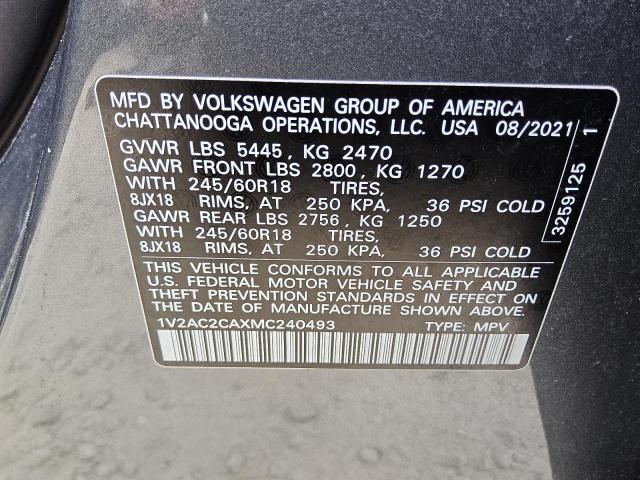 MFD BY VOLKSWAGEN GROUP OF AMERICA
CHATTANOOGA OPERATIONS, LLC. USA 08/2021
GVWR LBS 5445, KG 2470
GAWR FRONT LBS 2800, KG 1270
WITH 245/60R18 TIRES,
8JX18 RIMS, AT 250 KPA, 36 PSI COLD
GAWR REAR LBS 2756, KG 1250
WITH 245/60R18 TIRES,
8JX18 RIMS, AT 250 KPA, 36 PSI COLD
THIS VEHICLE CONFORMS TO ALL APPLICABLE
U.S. FEDERAL MOTOR VEHICLE SAFETY AND
THEFT PREVENTION STANDARDS IN EFFECT ON
THE DATE OF MANUFACTURE SHOWN ABOVE.
1V2AC2CAXMC240493 TYPE: MPV
3259125 1